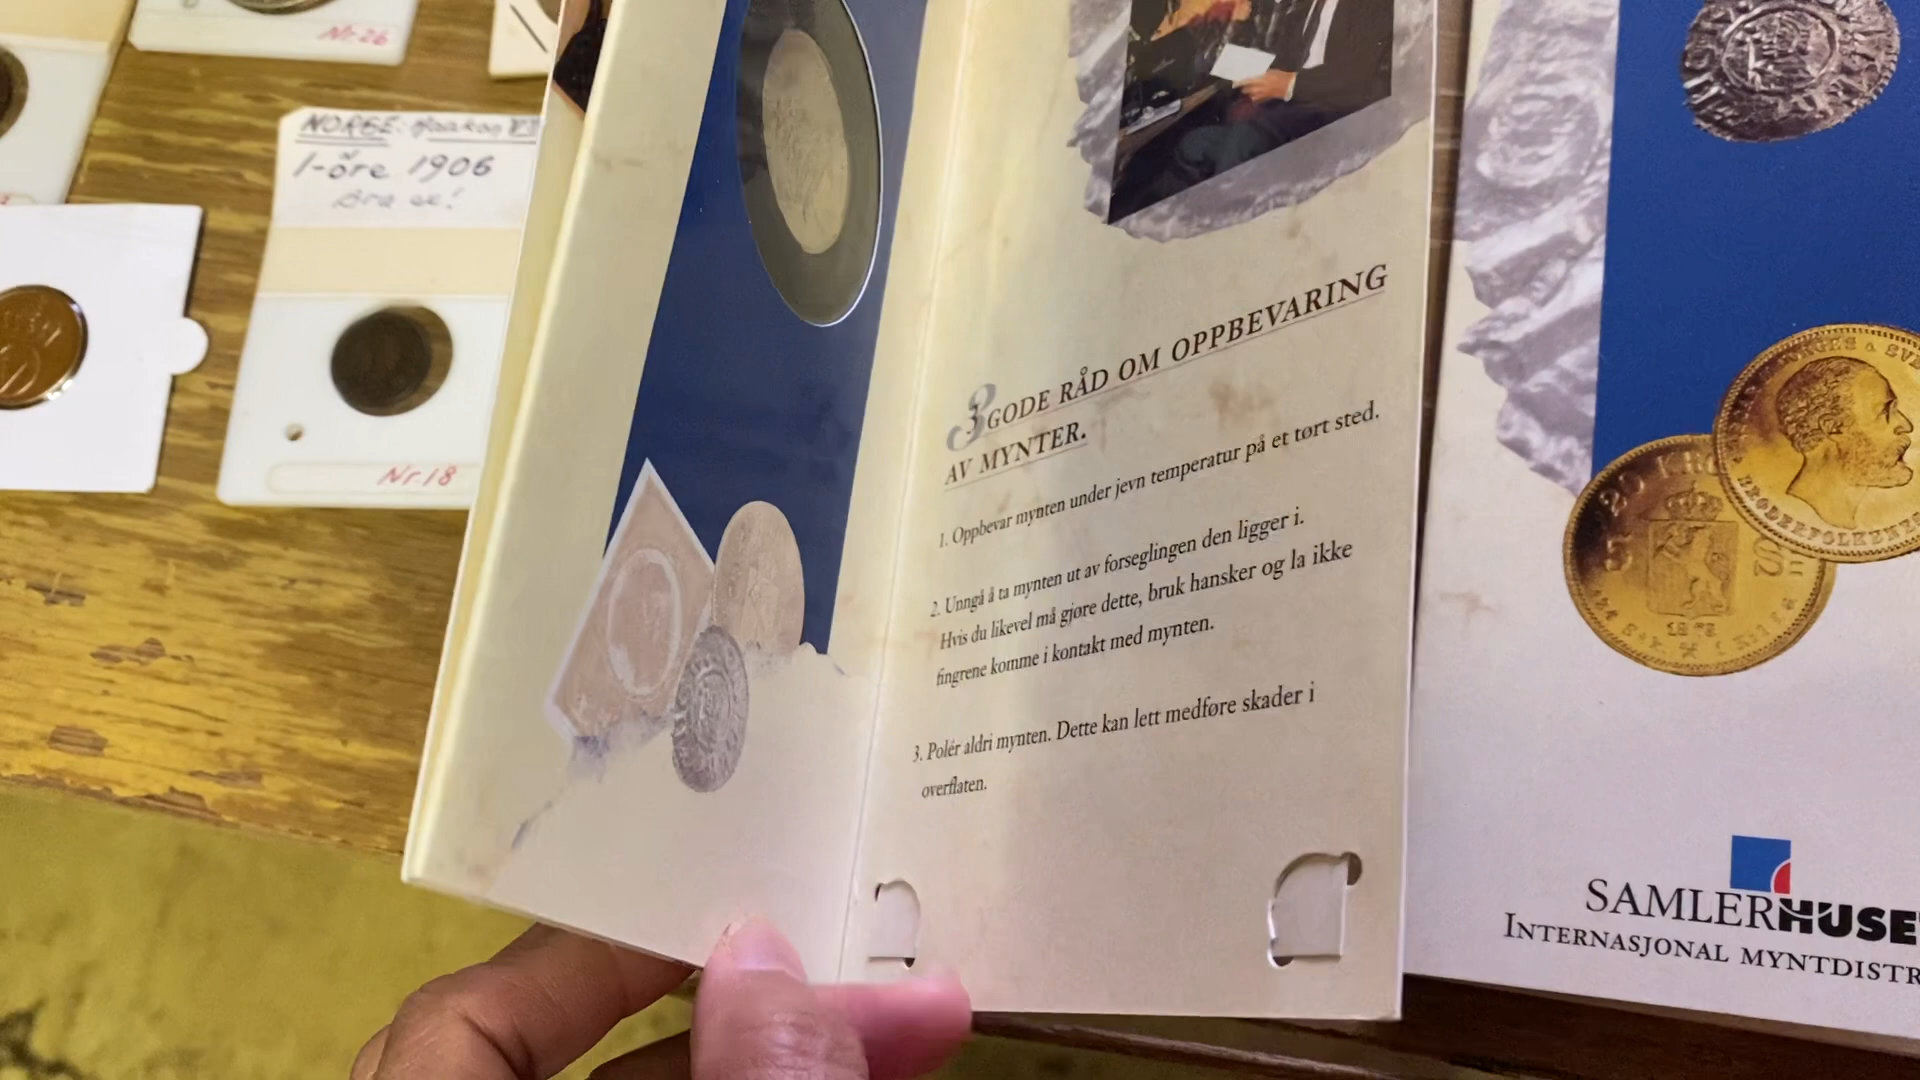 Nr. 26
NORGE: Haakon VII
1-öre 1906
Bra ex!
Nr. 18
3 GODE RÅD OM OPPBEVARING
AV MYNTER.
1. Oppbevar mynten under jevn temperatur på et tørt sted.
2. Unngå å ta mynten ut av forseglingen den ligger i.
Hvis du likevel må gjøre dette, bruk hansker og la ikke
fingrene komme i kontakt med mynten.
3. Polér aldri mynten. Dette kan lett medføre skader i
overflaten.
20 KR
BRODERFOLKENES
SAMLERHUSE
INTERNASJONAL MYNTDISTR